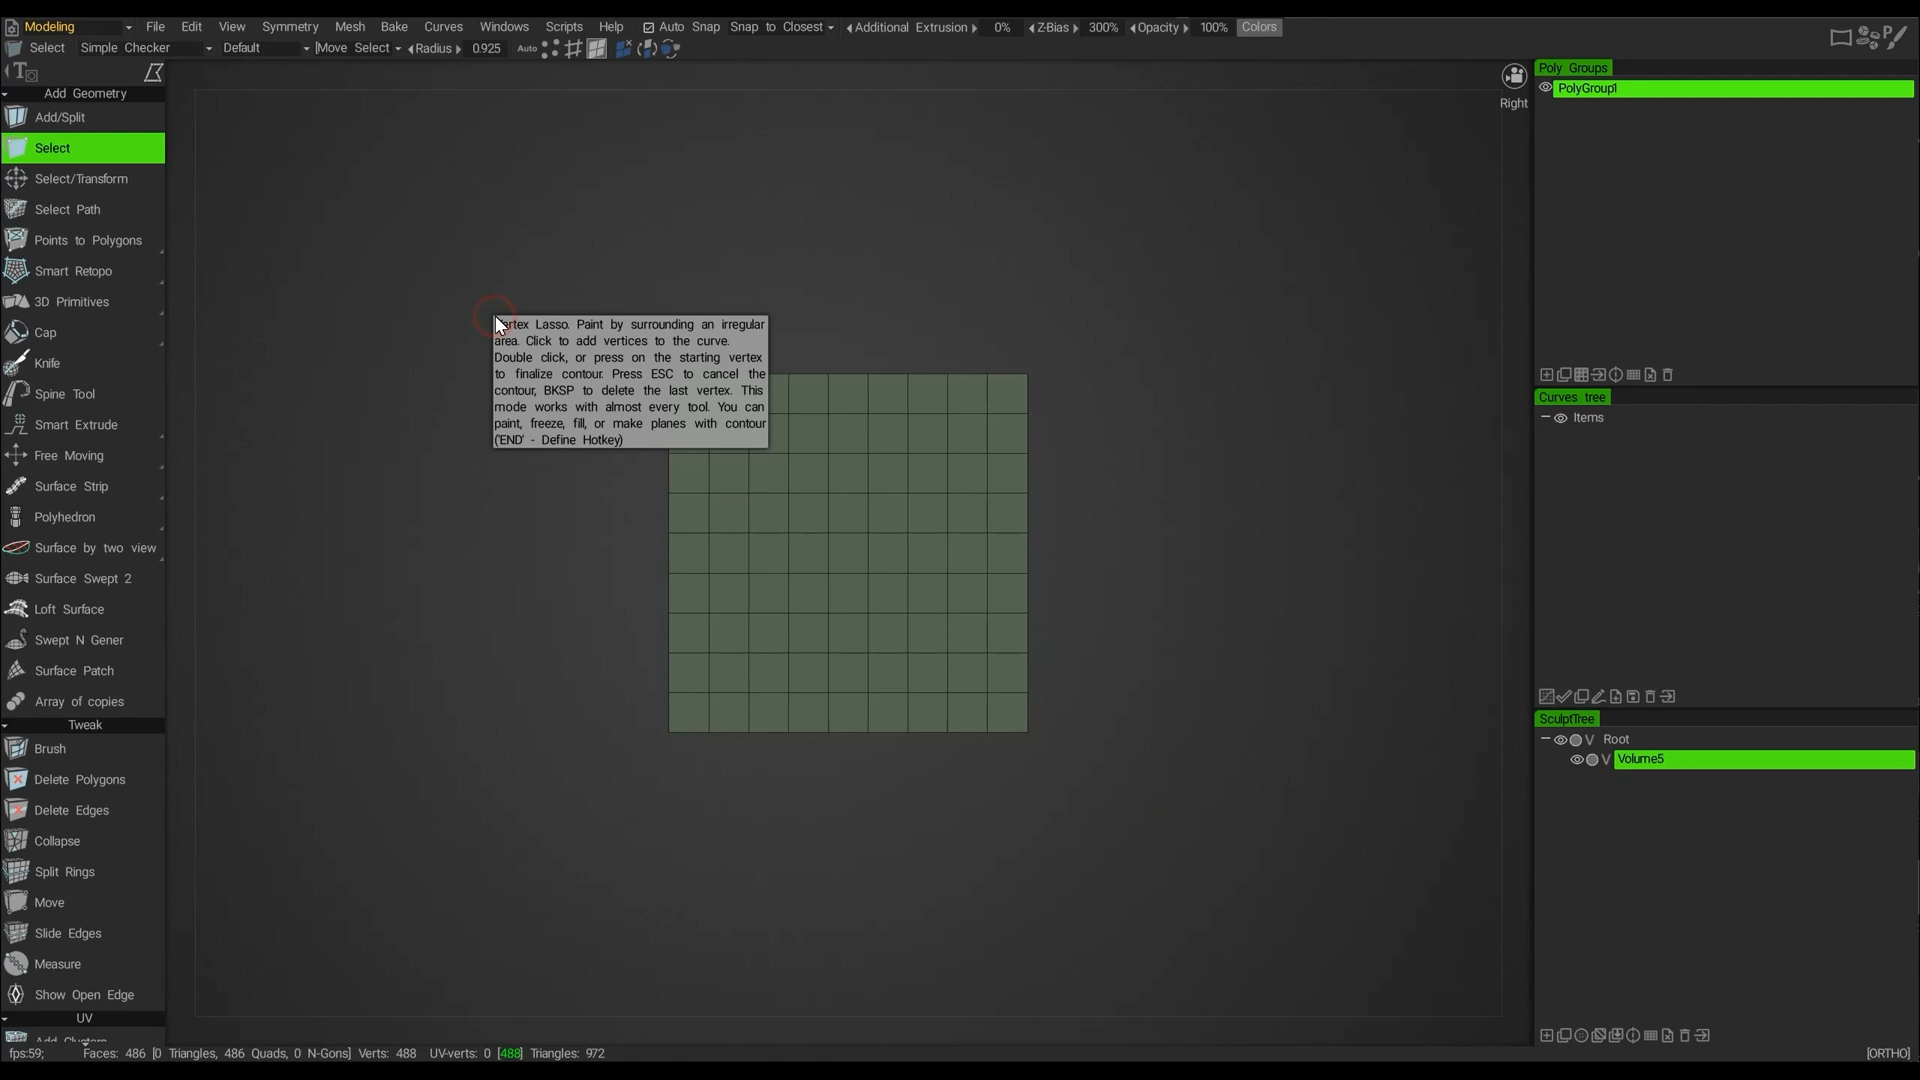 Modeling File Edit View Symmetry Mesh Bake Curves Windows Scripts Help Auto Snap Snap to Closest Additional Extrusion 0% Z-Bias 300% Opacity 100% Colors
Select Simple Checker Default [Move Select Radius 0.925 Auto
Add Geometry
Add/Split
Select
Select/Transform
Select Path
Points to Polygons
Smart Retopo
3D Primitives
Cap
Knife
Spine Tool
Smart Extrude
Free Moving
Surface Strip
Polyhedron
Surface by two view
Surface Swept 2
Loft Surface
Swept N Gener
Surface Patch
Array of copies
Tweak
Brush
Delete Polygons
Delete Edges
Collapse
Split Rings
Move
Slide Edges
Measure
Show Open Edge
UV
Add Clusters
Lasso. Paint by surrounding an irregular
area. Click to add vertices to the curve.
Double click, or press on the starting vertex
to finalize contour. Press ESC to cancel the
contour, BKSP to delete the last vertex. This
mode works with almost every tool. You can
paint, freeze, fill, or make planes with contour
('END' - Define Hotkey)
Right
Poly Groups
PolyGroup1
Curves tree
Items
SculptTree
V Root
V Volume5
fps:59; Faces: 486 [0 Triangles, 486 Quads, 0 N-Gons] Verts: 488 UV-verts: 0 [488] Triangles: 972 [ORTHO]